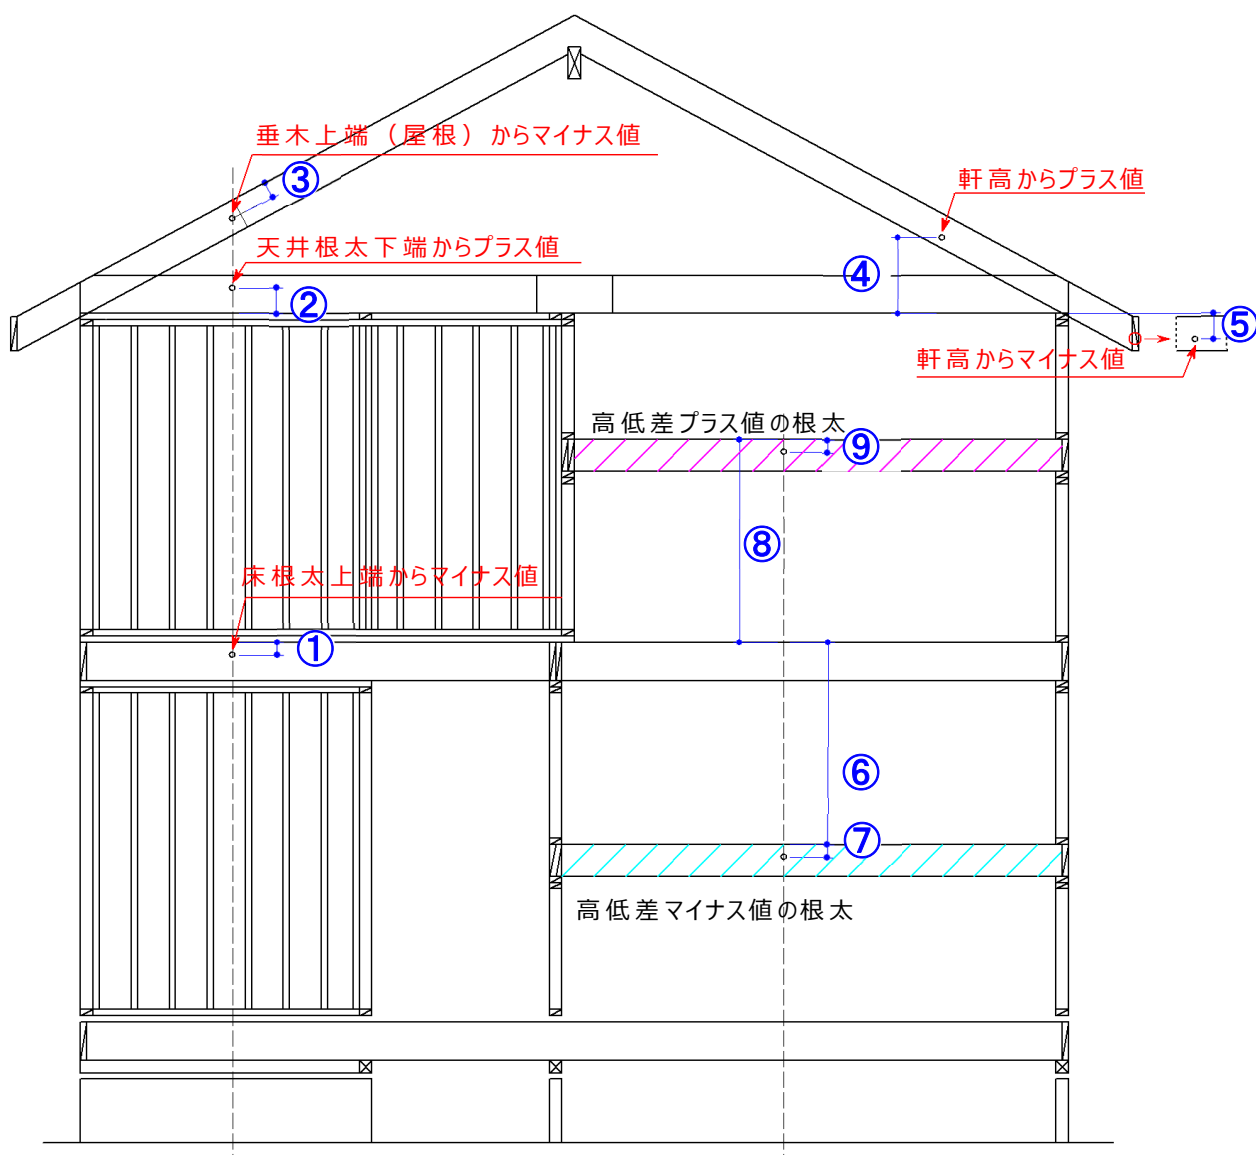 垂木上端（屋根）からマイナス値
③
軒高からプラス値
天井根太下端からプラス値
④
②
⑤
軒高からマイナス値
高低差プラス値の根太
⑨
⑧
床根太上端からマイナス値
①
⑥
⑦
高低差マイナス値の根太